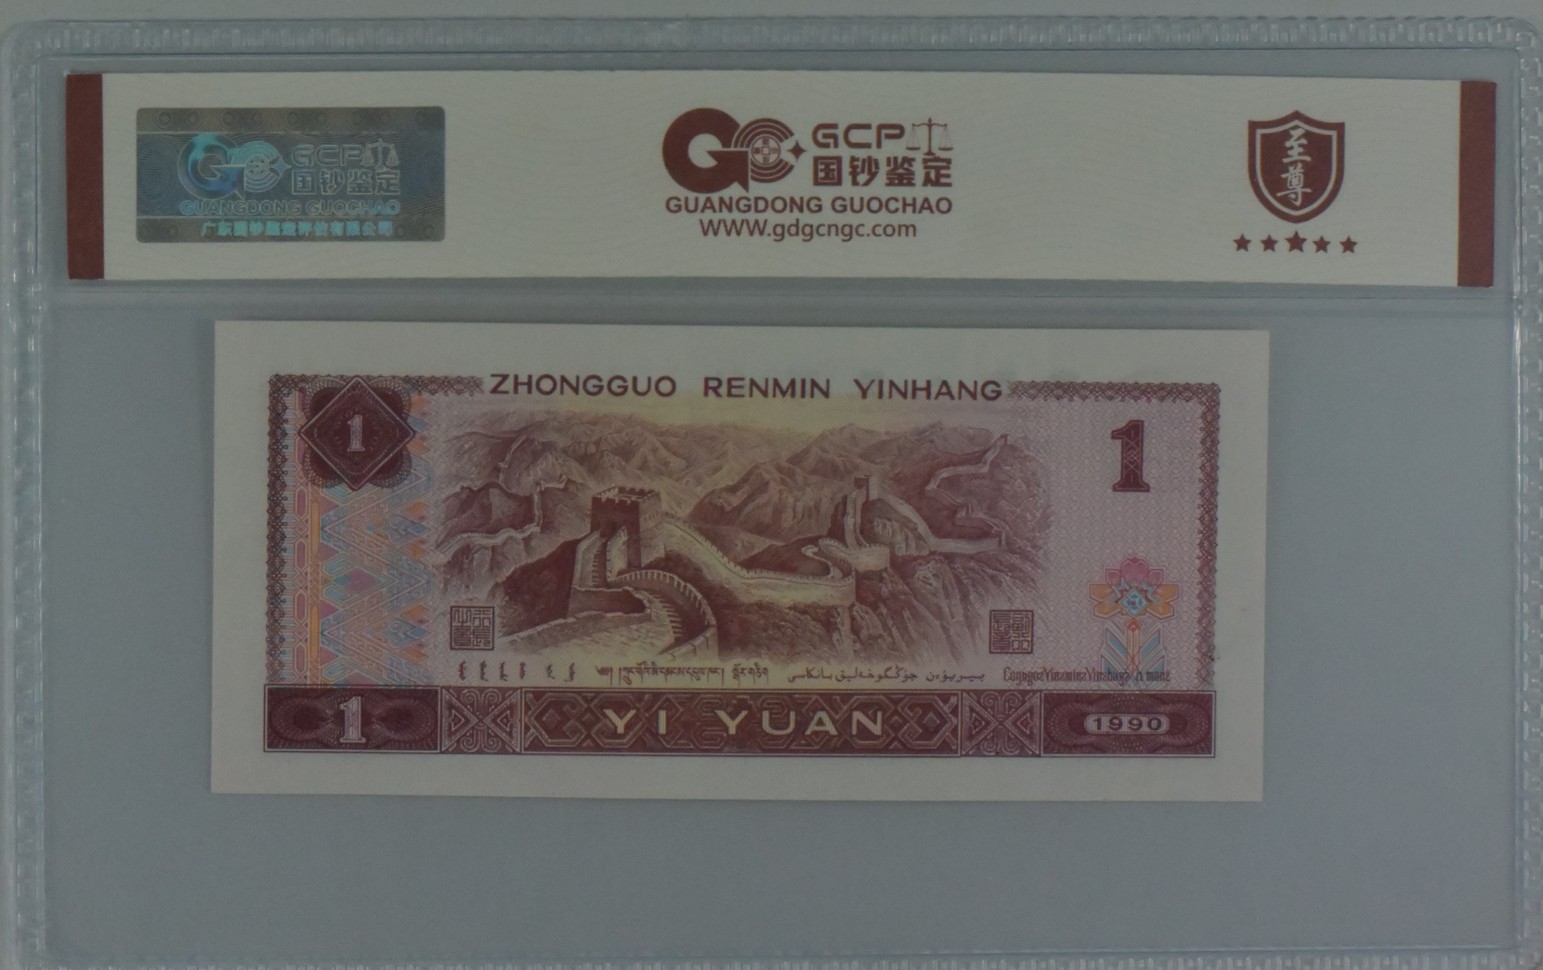 GCP
国钞鉴定
GUANGDONG GUOCHAO
GCP
国钞鉴定
GUANGDONG GUOCHAO
WWW.gdgcngc.com
至尊
ZHONGGUO RENMIN YINHANG
1
1
1
YI YUAN
1990